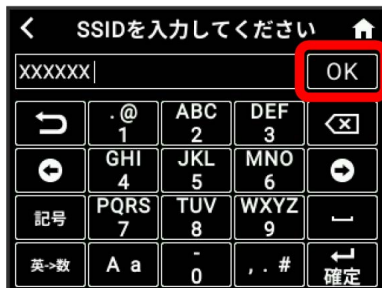 SSIDを入力してください
XXXXXX
OK
.@ ABC DEF
1 2 3
GHI JKL MNO
4 5 6
記号 PQRS TUV WXYZ
7 8 9
英->数 A a - , . # 確定
0